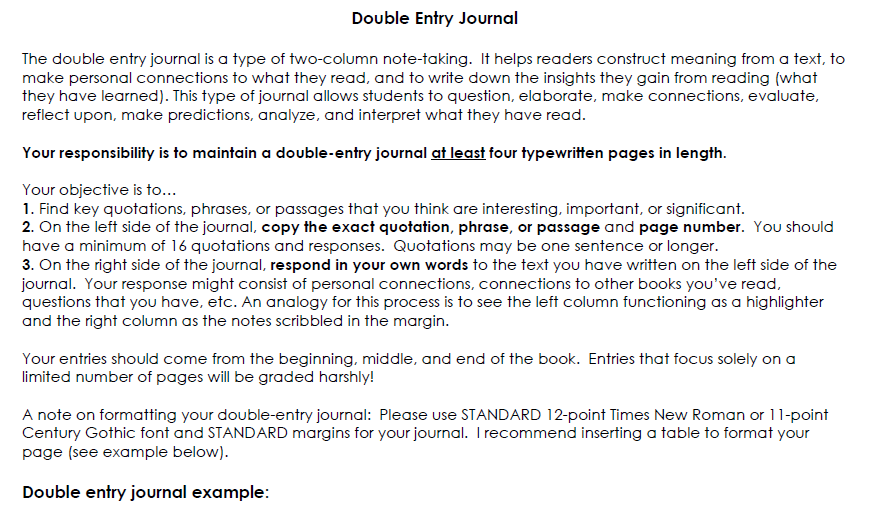 Double Entry Journal
The double entry journal is a type of two-column note-taking.  It helps readers construct meaning from a text, to
make personal connections to what they read, and to write down the insights they gain from reading (what
they have learned). This type of journal allows students to question, elaborate, make connections, evaluate,
reflect upon, make predictions, analyze, and interpret what they have read.
Your responsibility is to maintain a double-entry journal at least four typewritten pages in length.
Your objective is to…
1. Find key quotations, phrases, or passages that you think are interesting, important, or significant.
2. On the left side of the journal, copy the exact quotation, phrase, or passage and page number.  You should
have a minimum of 16 quotations and responses.  Quotations may be one sentence or longer.
3. On the right side of the journal, respond in your own words to the text you have written on the left side of the
journal.  Your response might consist of personal connections, connections to other books you've read,
questions that you have, etc. An analogy for this process is to see the left column functioning as a highlighter
and the right column as the notes scribbled in the margin.
Your entries should come from the beginning, middle, and end of the book.  Entries that focus solely on a
limited number of pages will be graded harshly!
A note on formatting your double-entry journal:  Please use STANDARD 12-point Times New Roman or 11-point
Century Gothic font and STANDARD margins for your journal.  I recommend inserting a table to format your
page (see example below).
Double entry journal example: